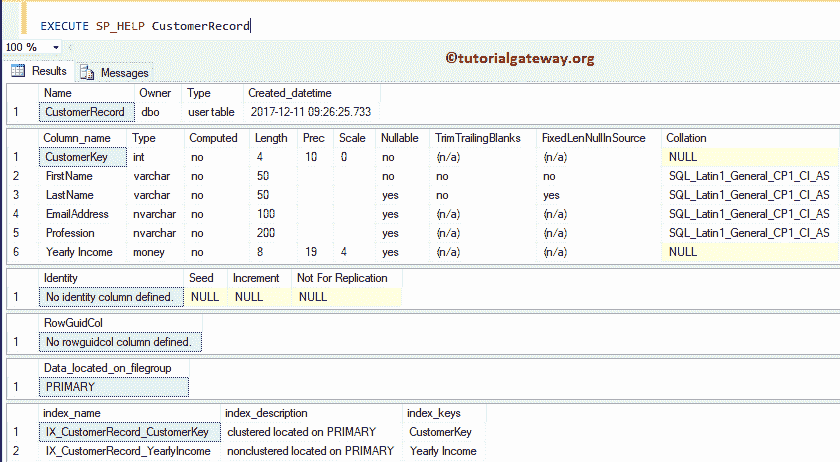 EXECUTE SP_HELP CustomerRecord
100 %
©tutorialgateway.org
Results Messages
Name Owner Type Created_datetime
1 CustomerRecord dbo user table 2017-12-11 09:26:25.733
Column_name Type Computed Length Prec Scale Nullable TrimTrailingBlanks FixedLenNullInSource Collation
1 CustomerKey int no 4 10 0 no (n/a) (n/a) NULL
2 FirstName varchar no 50 no no no SQL_Latin1_General_CP1_CI_AS
3 LastName varchar no 50 yes no yes SQL_Latin1_General_CP1_CI_AS
4 EmailAddress nvarchar no 100 yes (n/a) (n/a) SQL_Latin1_General_CP1_CI_AS
5 Profession nvarchar no 200 yes (n/a) (n/a) SQL_Latin1_General_CP1_CI_AS
6 Yearly Income money no 8 19 4 yes (n/a) (n/a) NULL
Identity Seed Increment Not For Replication
1 No identity column defined. NULL NULL NULL
RowGuidCol
1 No rowguidcol column defined.
Data_located_on_filegroup
1 PRIMARY
index_name index_description index_keys
1 IX_CustomerRecord_CustomerKey clustered located on PRIMARY CustomerKey
2 IX_CustomerRecord_YearlyIncome nonclustered located on PRIMARY Yearly Income